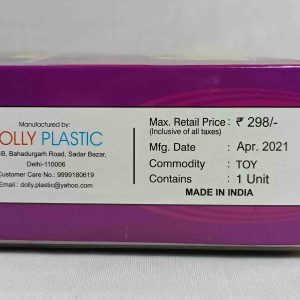 Manufactured by:
OLLY PLASTIC
B, Bahadurgarh Road, Sadar Bazar,
Delhi-110006
Customer Care No.: 9999180619
Email.: dolly.plastic@yahoo.com
Max. Retail Price : ₹ 298/-
(Inclusive of all taxes)
Mfg. Date : Apr. 2021
Commodity : TOY
Contains : 1 Unit
MADE IN INDIA